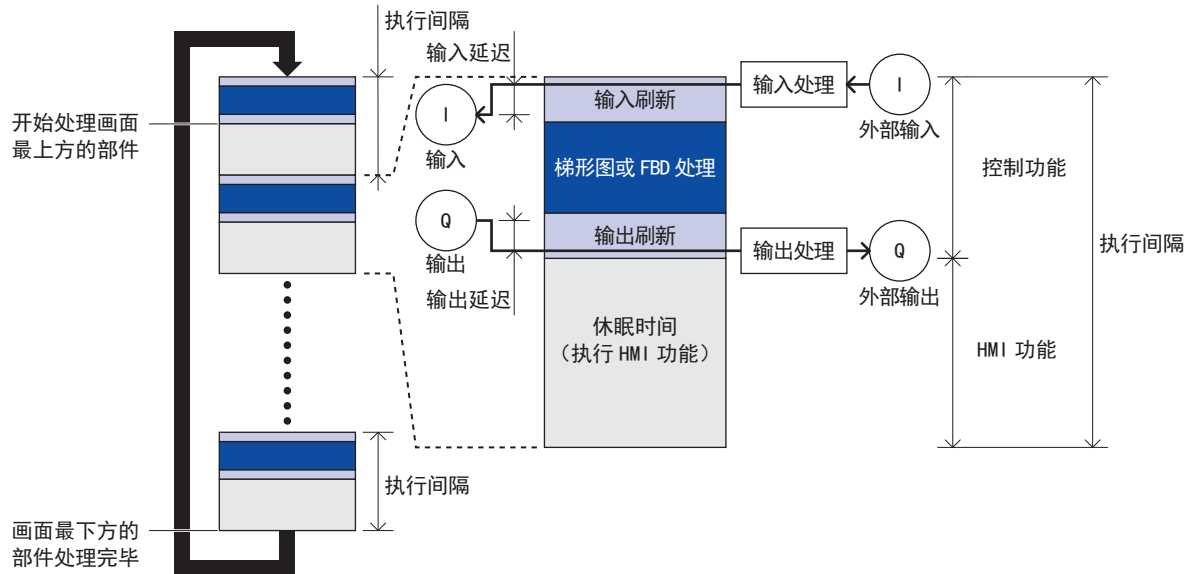 执行间隔
输入延迟
开始处理画面
最上方的部件
I
输入
输入刷新
输入处理
I
外部输入
梯形图或 FBD 处理
控制功能
Q
输出
输出刷新
输出处理
Q
外部输出
执行间隔
输出延迟
休眠时间
（执行 HMI 功能）
HMI 功能
执行间隔
画面最下方的
部件处理完毕